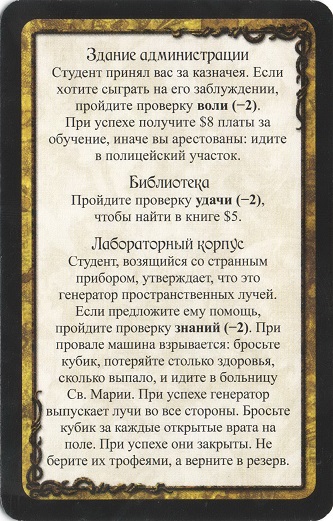 Здание администрации
Студент принял вас за казначея. Если
хотите сыграть на его заблуждении,
пройдите проверку воли (−2).
При успехе получите $8 платы за
обучение, иначе вы арестованы: идите
в полицейский участок.
Библиотека
Пройдите проверку удачи (−2),
чтобы найти в книге $5.
Лабораторный корпус
Студент, возящийся со странным
прибором, утверждает, что это
генератор пространственных лучей.
Если предложите ему помощь,
пройдите проверку знаний (−2). При
провале машина взрывается: бросьте
кубик, потеряйте столько здоровья,
сколько выпало, и идите в больницу
Св. Марии. При успехе генератор
выпускает лучи во все стороны. Бросьте
кубик за каждые открытые врата на
поле. При успехе они закрыты. Не
берите их трофеями, а верните в резерв.